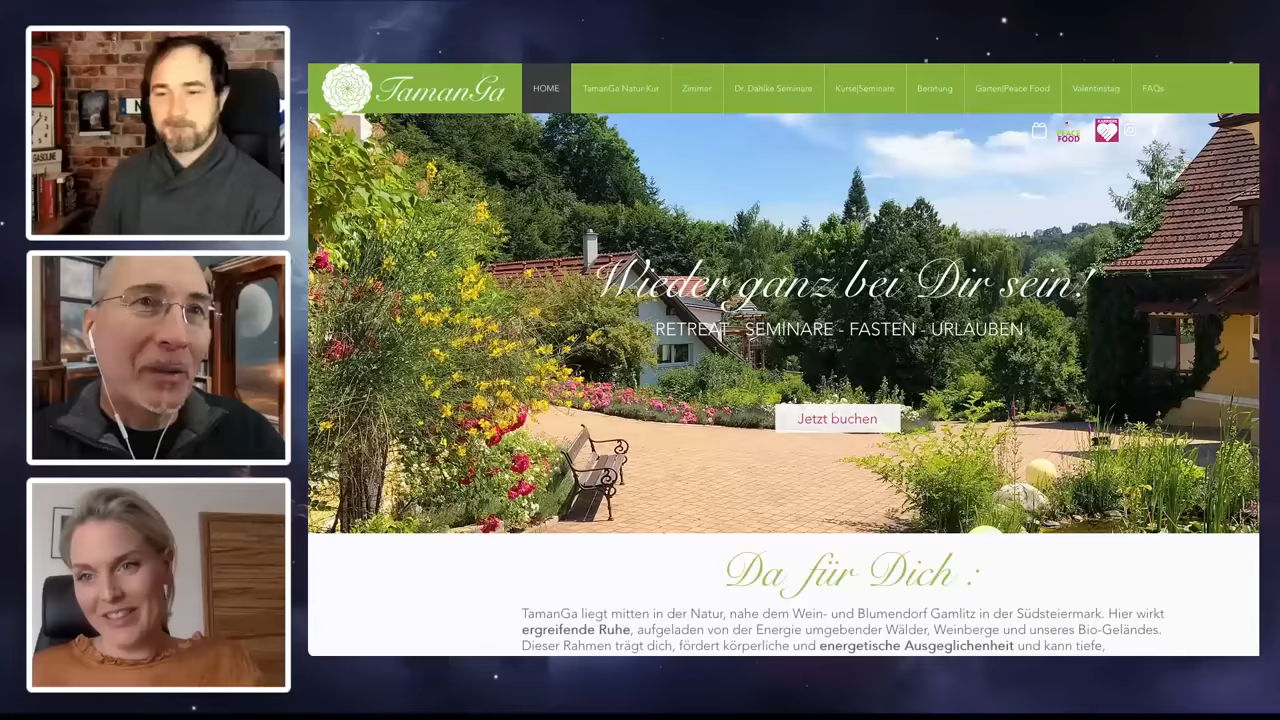 GASOLINE
N
TamanGa
HOME
TamanGa Natur-Kur
Zimmer
Dr. Dahlke Seminare
Kurse|Seminare
Beratung
Garten|Peace Food
Valentinstag
FAQs
PEACE
FOOD
KARRIERE
Wieder ganz bei Dir sein!
RETREAT - SEMINARE - FASTEN - URLAUBEN
Jetzt buchen
Da für Dich :
TamanGa liegt mitten in der Natur, nahe dem Wein- und Blumendorf Gamlitz in der Südsteiermark. Hier wirkt
ergreifende Ruhe, aufgeladen von der Energie umgebender Wälder, Weinberge und unseres Bio-Geländes.
Dieser Rahmen trägt dich, fördert körperliche und energetische Ausgeglichenheit und kann tiefe,